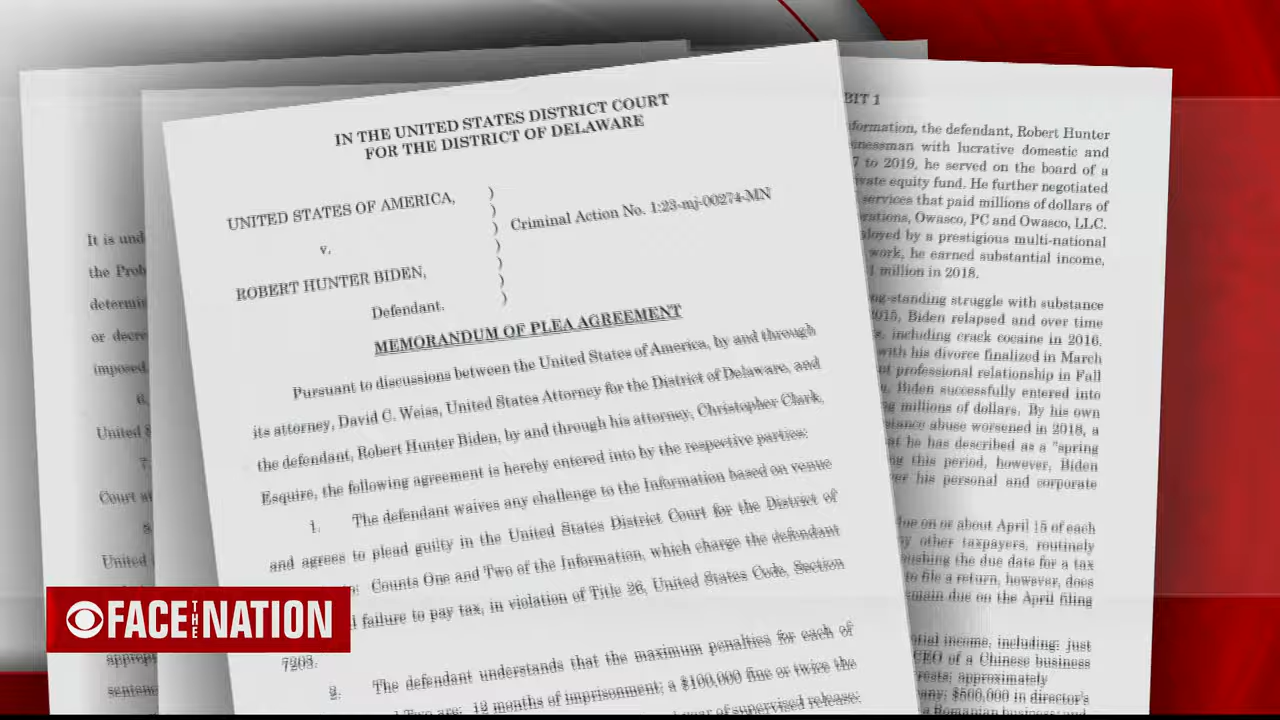 IN THE UNITED STATES DISTRICT COURT
FOR THE DISTRICT OF DELAWARE
UNITED STATES OF AMERICA,
v.
ROBERT HUNTER BIDEN,
Defendant.
)
)
)
)
)
)
)
Criminal Action No. 1:23-mj-00274-MN
MEMORANDUM OF PLEA AGREEMENT
Pursuant to discussions between the United States of America, by and through
its attorney, David C. Weiss, United States Attorney for the District of Delaware, and
the defendant, Robert Hunter Biden, by and through his attorney, Christopher Clark,
Esquire, the following agreement is hereby entered into by the respective parties:
1. The defendant waives any challenge to the Information based on venue
and agrees to plead guilty in the United States District Court for the District of
Counts One and Two of the Information, which charge the defendant
failure to pay tax, in violation of Title 26, United States Code, Section
7203.
2. The defendant understands that the maximum penalties for each of
Two are: 12 months of imprisonment; a $100,000 fine or twice the
year of supervised release;
It is
the
or
imposed
6.
United
7.
Court
United
BIT 1
the defendant, Robert Hunter
with lucrative domestic and
7 to 2019, he served on the board of a
equity fund. He further negotiated
services that paid millions of dollars of
Owasco, PC and Owasco, LLC.
by a prestigious multi-national
work, he earned substantial income,
million in 2018.
struggle with substance
2015, Biden relapsed and over time
including crack cocaine in 2016.
with his divorce finalized in March
professional relationship in Fall
Biden successfully entered into
millions of dollars. By his own
abuse worsened in 2018, a
he has described as a "spring
this period, however, Biden
his personal and corporate
on or about April 15 of each
other taxpayers, routinely
the due date for a tax
to file a return, however, does
due on the April filing
income, including: just
CEO of a Chinese business
approximately
$500,000 in director's
a Romanian business; and
FACE THE NATION